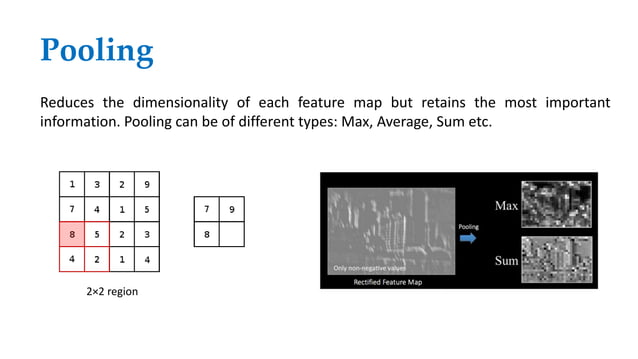 Pooling
Reduces the dimensionality of each feature map but retains the most important
information. Pooling can be of different types: Max, Average, Sum etc.
1 3 2 9
7 4 1 5
8 5 2 3
4 2 1 4
2×2 region
7 9
8
Only non-negative values
Rectified Feature Map
Pooling
Max
Sum